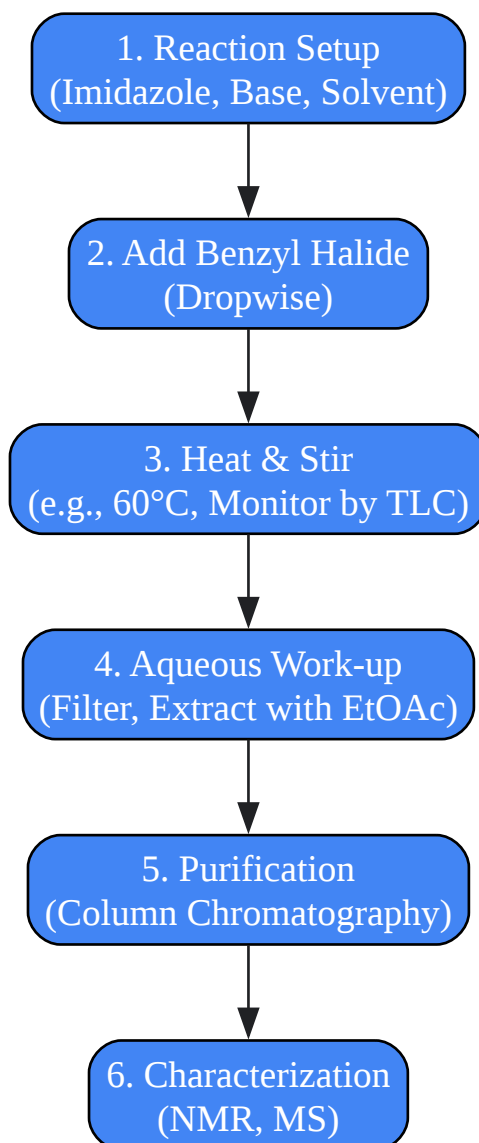 1. Reaction Setup
(Imidazole, Base, Solvent)
2. Add Benzyl Halide
(Dropwise)
3. Heat & Stir
(e.g., 60°C, Monitor by TLC)
4. Aqueous Work-up
(Filter, Extract with EtOAc)
5. Purification
(Column Chromatography)
6. Characterization
(NMR, MS)